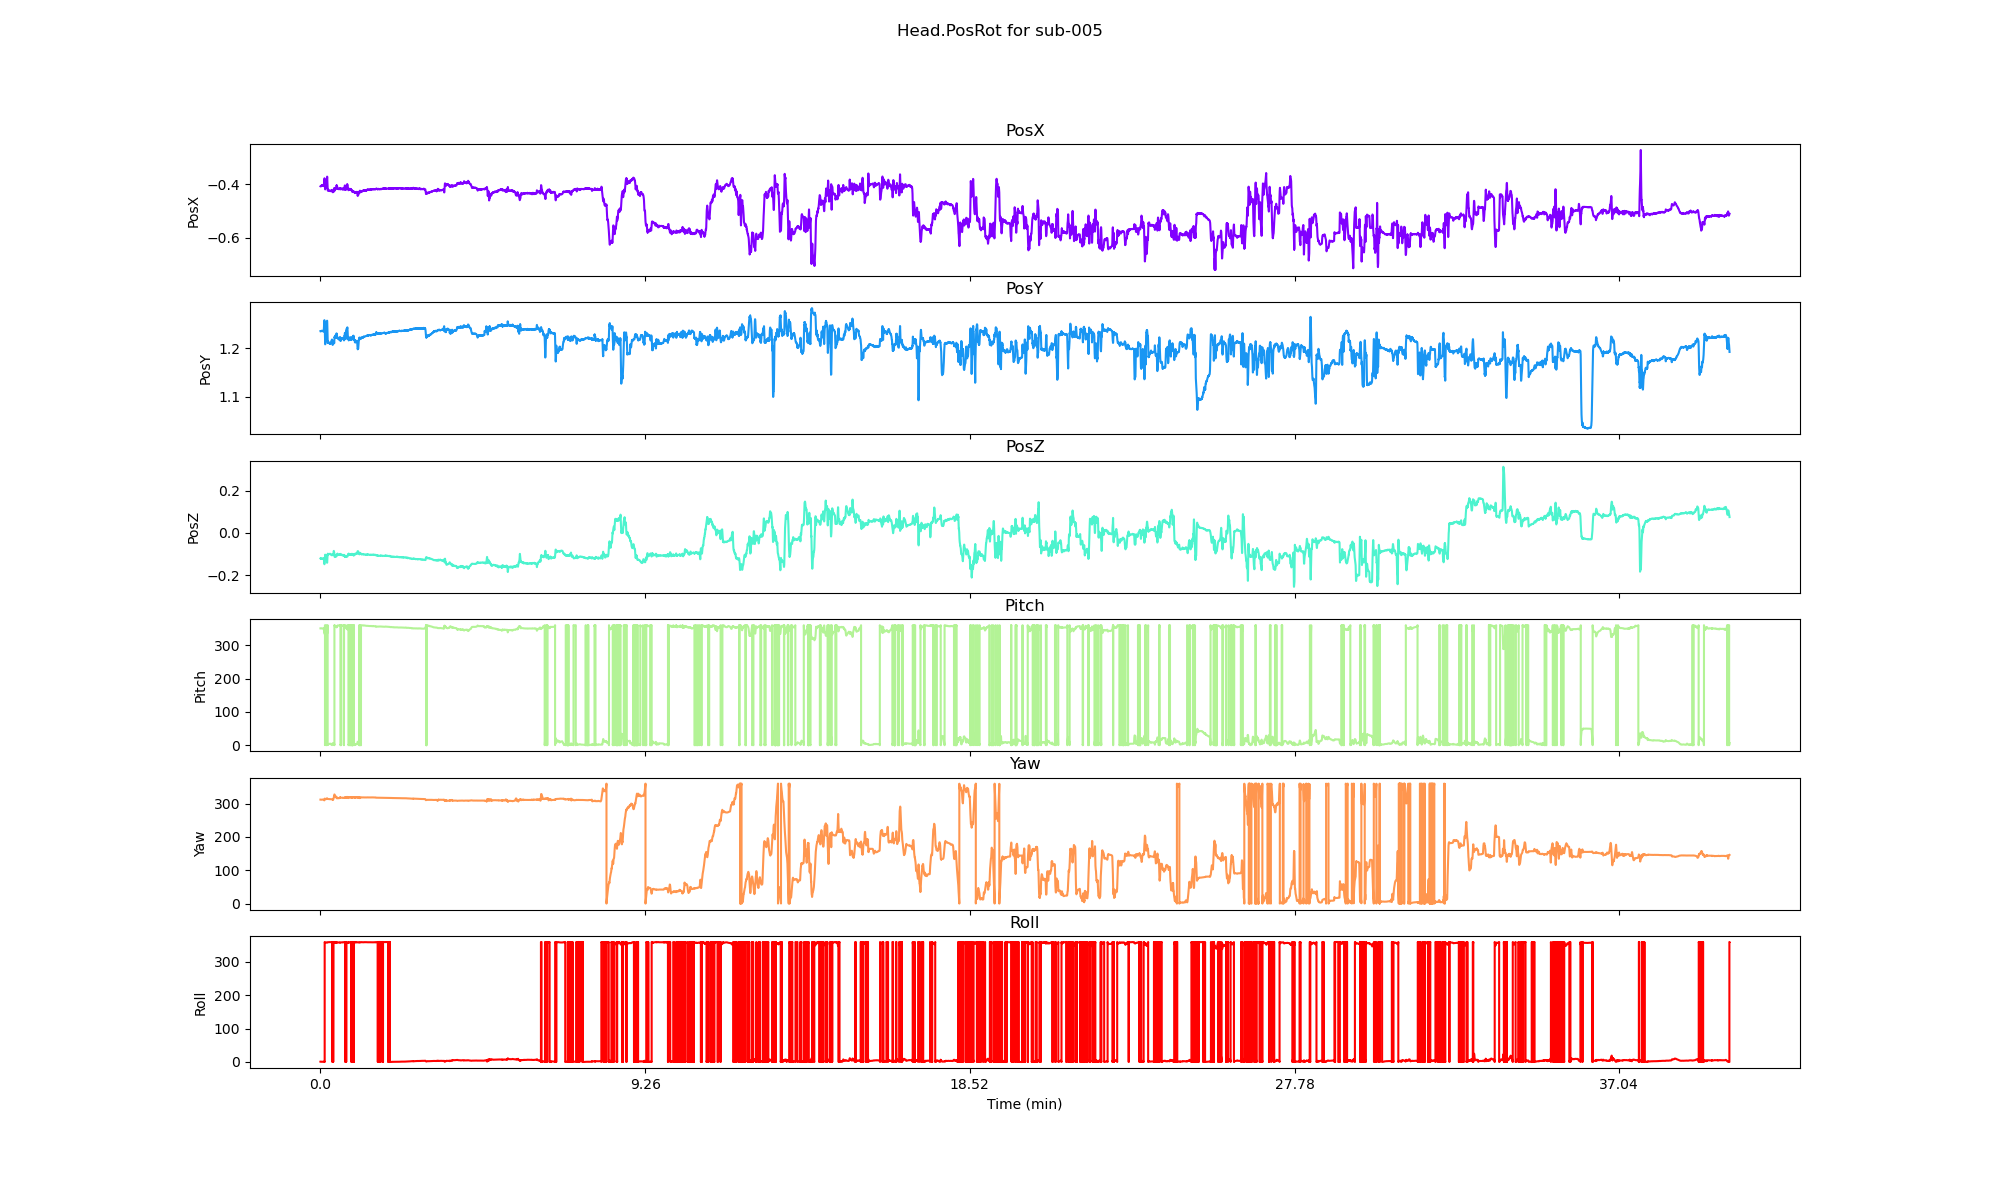 Head.PosRot for sub-005
PosX
PosX
−0.4
−0.6
PosY
PosY
1.2
1.1
PosZ
PosZ
0.2
0.0
−0.2
Pitch
Pitch
300
200
100
0
Yaw
Yaw
300
200
100
0
Roll
Roll
300
200
100
0
0.0 9.26 18.52 27.78 37.04
Time (min)